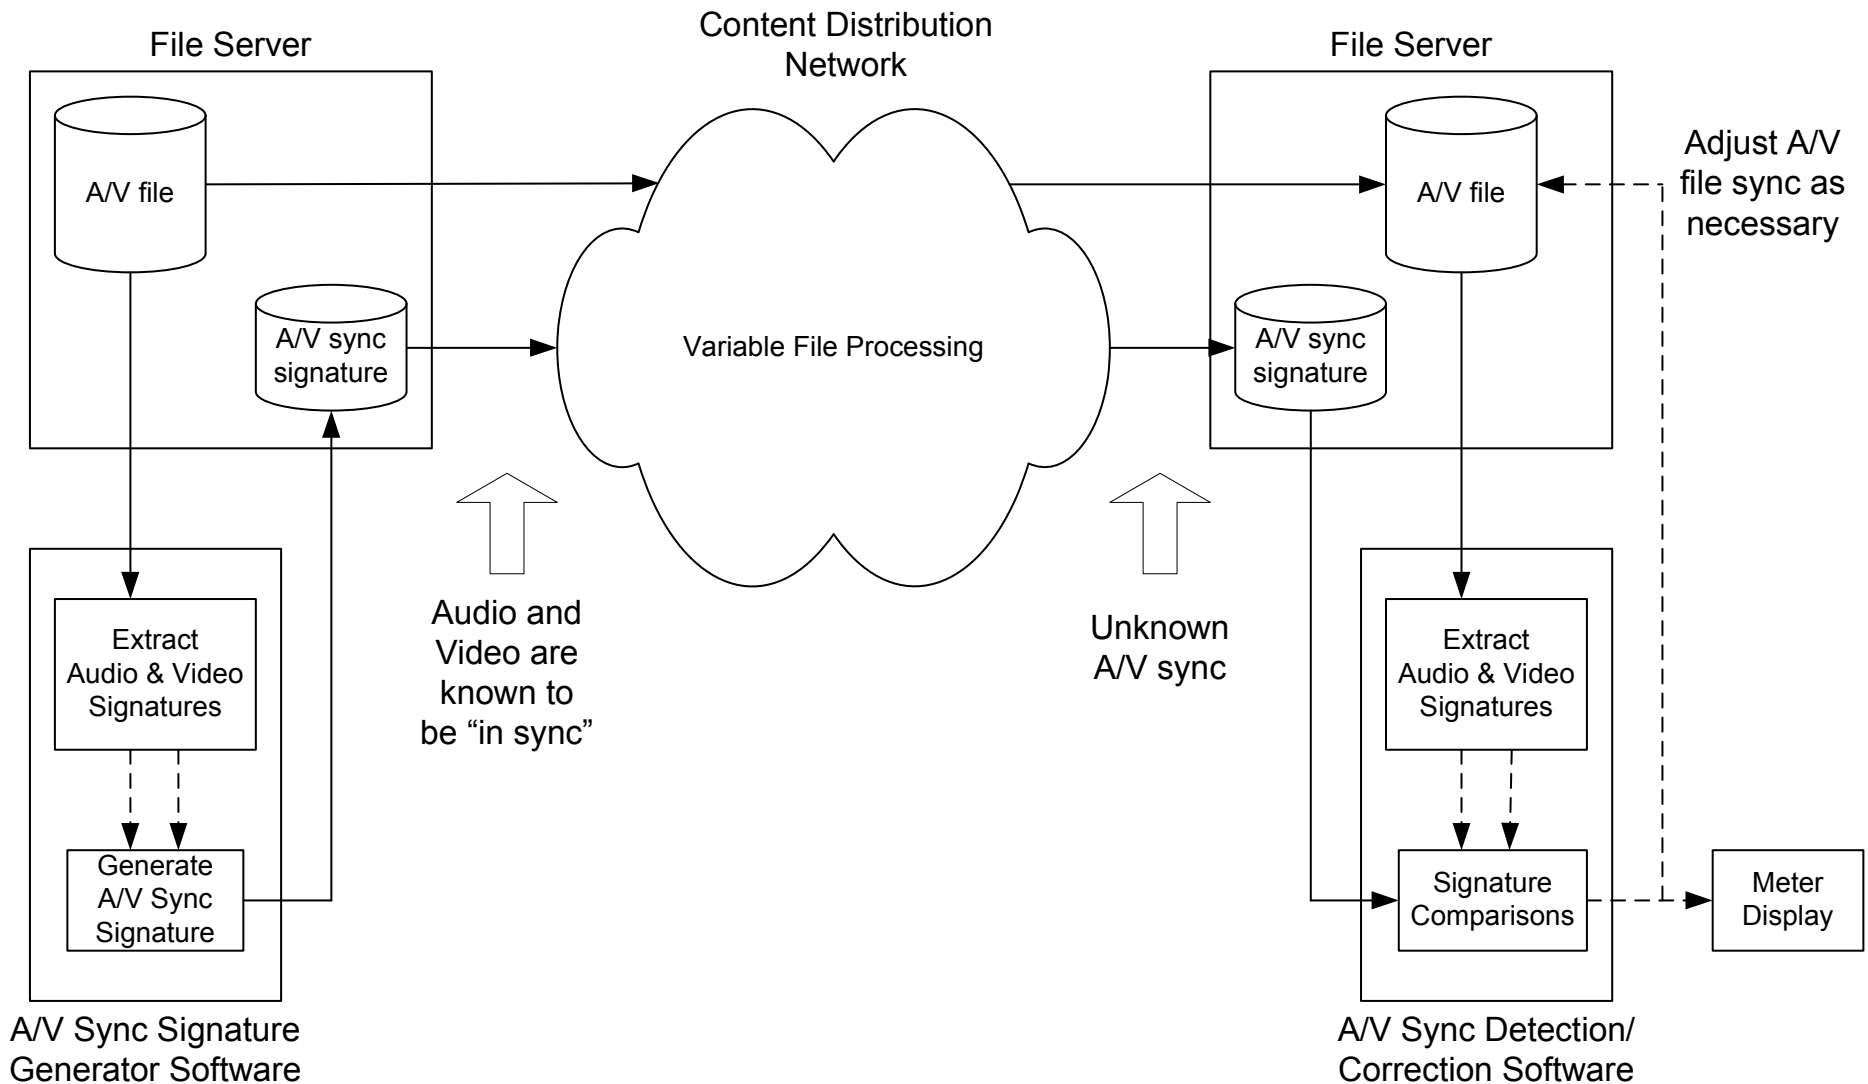 File Server
Content Distribution
Network
File Server
A/V file
A/V sync
signature
Variable File Processing
A/V file
A/V sync
signature
Adjust A/V
file sync as
necessary
Audio and
Video are
known to
be “in sync”
Unknown
A/V sync
Extract
Audio & Video
Signatures
Generate
A/V Sync
Signature
A/V Sync Signature
Generator Software
Extract
Audio & Video
Signatures
Signature
Comparisons
Meter
Display
A/V Sync Detection/
Correction Software